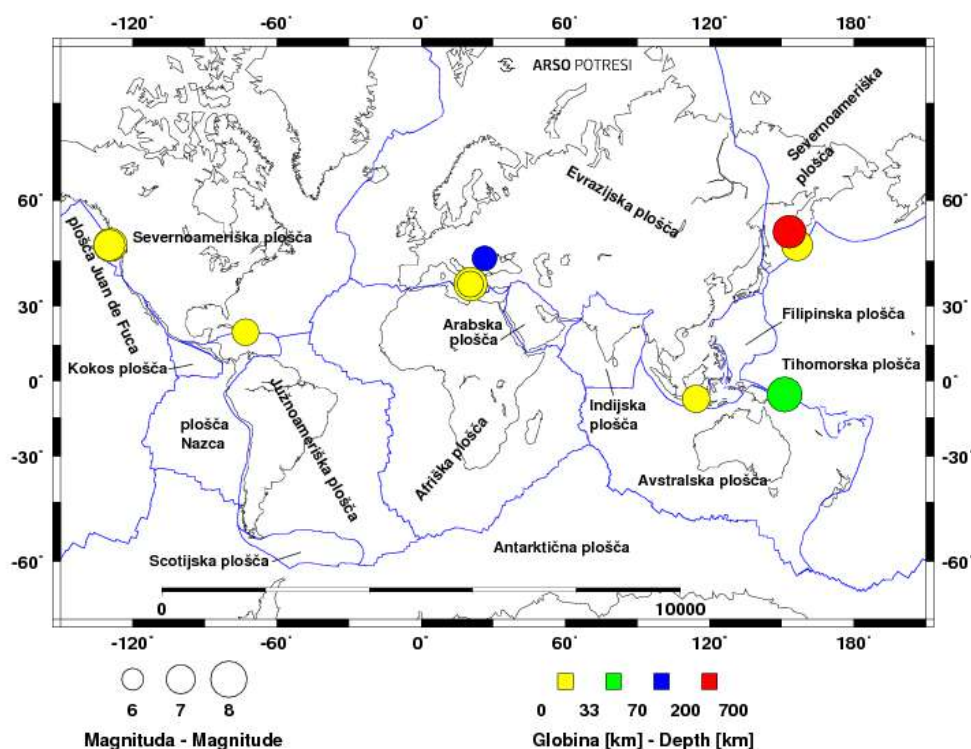 -120° -60° 0° 60° 120° 180°
ARSO POTRESI
Severnoameriška
plošča
Evrazijska plošča
60° 60°
Severnoameriška plošča
plošča Juan de Fuca
30° 30°
Arabska
plošča
Filipinska plošča
Kokos plošča
Tihomorska plošča
0° 0°
Indijska
plošča
Južnoameriška plošča
plošča
Nazca
Afriška plošča
-30° -30°
Avstralska plošča
Antarktična plošča
Scotijska plošča
-60° -60°
0 10000
-120° -60° 0° 60° 120° 180°
6 7 8
0 33 70 200 700
Magnituda - Magnitude
Globina [km] - Depth [km]